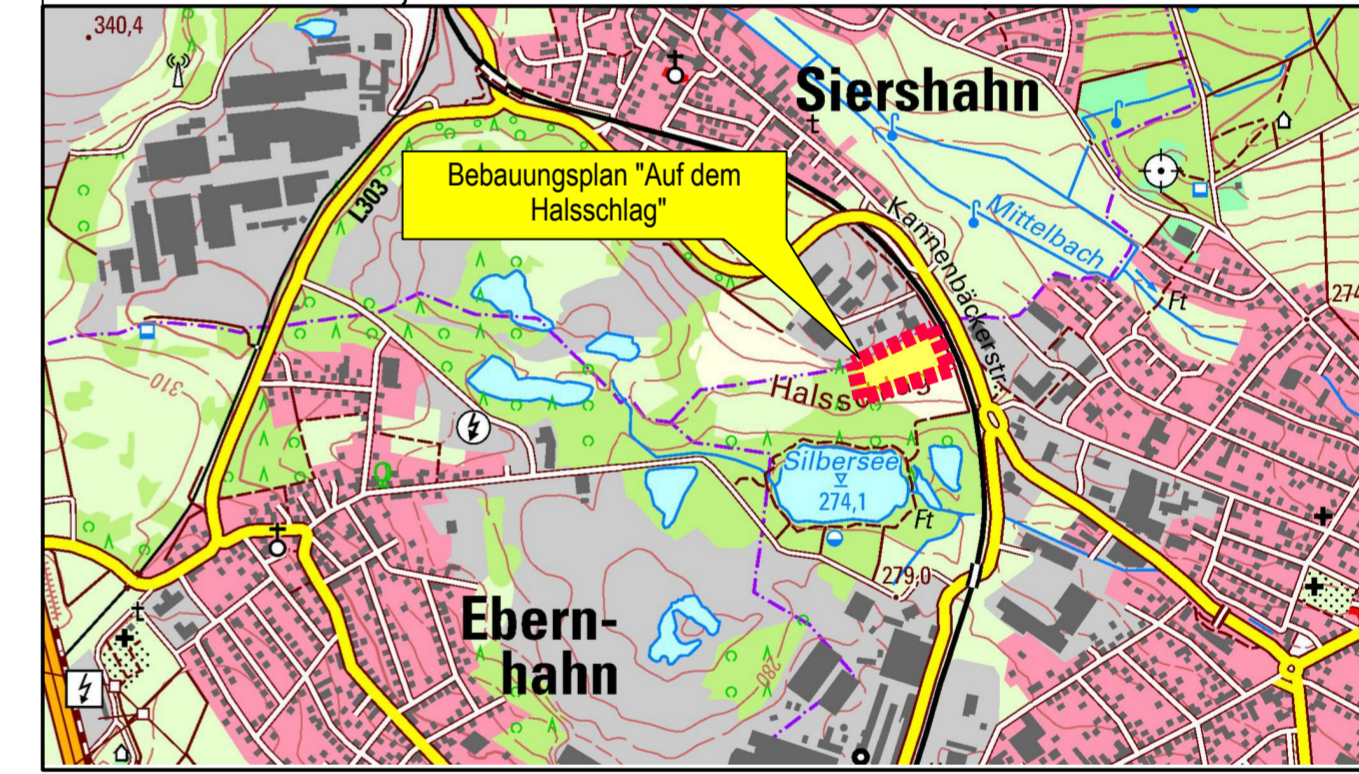 340,4
Siershahn
Bebauungsplan "Auf dem
Halsschlag"
L303
Kannenbäckerstr.
Mittelbach
Ft
274
310
Silbersee
274,1
Ft
279,0
Ebern-
hahn
280